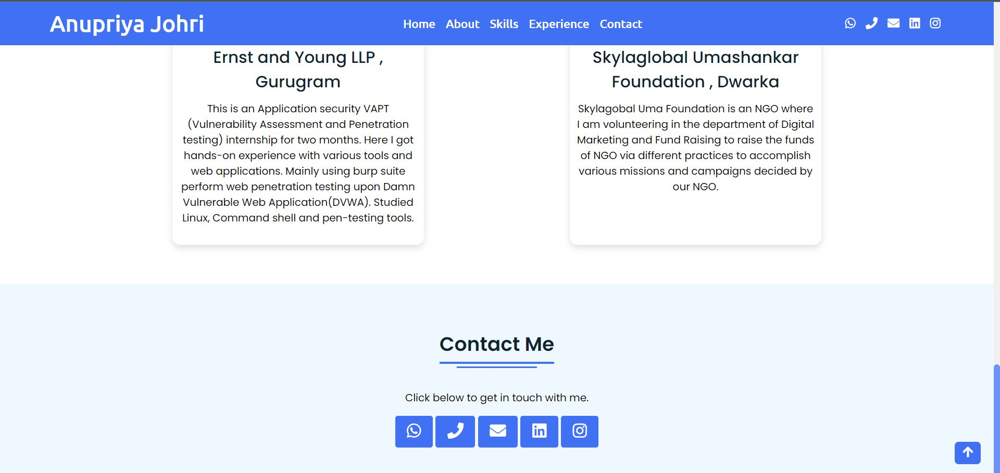 Anupriya Johri
Home About Skills Experience Contact
Ernst and Young LLP ,
Gurugram
This is an Application security VAPT
(Vulnerability Assessment and Penetration
testing) internship for two months. Here I got
hands-on experience with various tools and
web applications. Mainly using burp suite
perform web penetration testing upon Damn
Vulnerable Web Application(DVWA). Studied
Linux, Command shell and pen-testing tools.
Skylaglobal Umashankar
Foundation , Dwarka
Skylagobal Uma Foundation is an NGO where
I am volunteering in the department of Digital
Marketing and Fund Raising to raise the funds
of NGO via different practices to accomplish
various missions and campaigns decided by
our NGO.
Contact Me
Click below to get in touch with me.